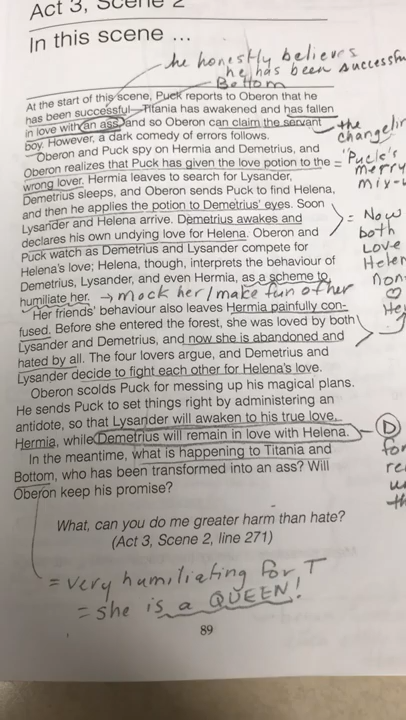 Act 3, Scene 2
In this scene ...
he honestly believes
he has been successfu
Bottom
At the start of this scene, Puck reports to Oberon that he
has been successful—Titania has awakened and has fallen
in love with an ass and so Oberon can claim the servant
boy. However, a dark comedy of errors follows.
the
changelin
Oberon and Puck spy on Hermia and Demetrius, and
Oberon realizes that Puck has given the love potion to the
wrong lover. Hermia leaves to search for Lysander,
= "Puck's
merry
mix-u
Demetrius sleeps, and Oberon sends Puck to find Helena,
and then he applies the potion to Demetrius' eyes. Soon
Lysander and Helena arrive. Demetrius awakes and
declares his own undying love for Helena. Oberon and
Puck watch as Demetrius and Lysander compete for
Helena's love; Helena, though, interprets the behaviour of
Demetrius, Lysander, and even Hermia, as a scheme to
humiliate her.
= Now
both
love
Helen
→ mock her / make fun of her
Her friends' behaviour also leaves Hermia painfully con-
fused. Before she entered the forest, she was loved by both
Lysander and Demetrius, and now she is abandoned and
hated by all. The four lovers argue, and Demetrius and
Lysander decide to fight each other for Helena's love.
Oberon scolds Puck for messing up his magical plans.
He sends Puck to set things right by administering an
antidote, so that Lysander will awaken to his true love,
Hermia, while Demetrius will remain in love with Helena.
D
for
In the meantime, what is happening to Titania and
Bottom, who has been transformed into an ass? Will
Oberon keep his promise?
What, can you do me greater harm than hate?
(Act 3, Scene 2, line 271)
= very humiliating for T
= she is a QUEEN!
89